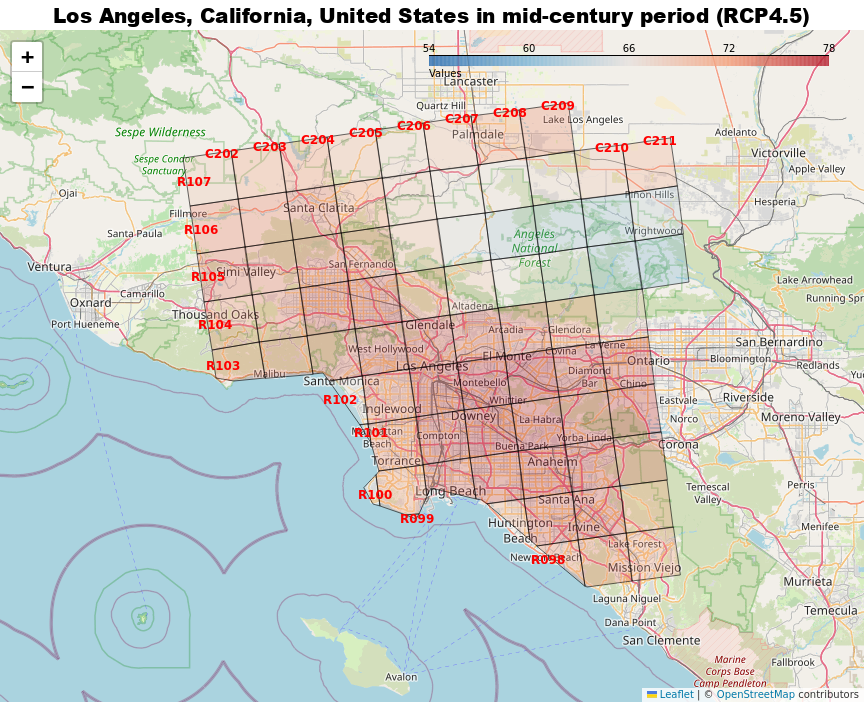 Los Angeles, California, United States in mid-century period (RCP4.5)
+
−
54 60 66 72 78
Values
Lancaster
Quartz Hill
C209
C208
Lake Los Angeles
C207
C206
Palmdale
C205
C204
C203
C202
C210
C211
Adelanto
Victorville
Apple Valley
Sespe Wilderness
Sespe Condor
Sanctuary
R107
Ojai
Fillmore
Santa Clarita
Pinon Hills
Hesperia
Santa Paula
R106
Angeles
National
Forest
Wrightwood
Ventura
R105
Simi Valley
San Fernando
Lake Arrowhead
Running Spr
Oxnard
Camarillo
Port Hueneme
Thousand Oaks
R104
Altadena
Glendale
Arcadia
Glendora
West Hollywood
El Monte
Covina
La Verne
Ontario
San Bernardino
Bloomington
Redlands
Yuc
R103
Malibu
Santa Monica
Los Angeles
Montebello
Diamond
Bar
Chino
R102
Inglewood
Whittier
Downey
La Habra
Eastvale
Norco
Riverside
Moreno Valley
R101
Manhattan
Beach
Compton
Buena Park
Yorba Linda
Corona
Torrance
Anaheim
R100
Long Beach
Santa Ana
Temescal
Valley
Perris
R099
Huntington
Beach
Irvine
Menifee
Lake Forest
Newport Beach
R098
Mission Viejo
Murrieta
Laguna Niguel
Temecula
Dana Point
San Clemente
Marine
Corps Base
Camp Pendleton
Fallbrook
Avalon
Leaflet | © OpenStreetMap contributors